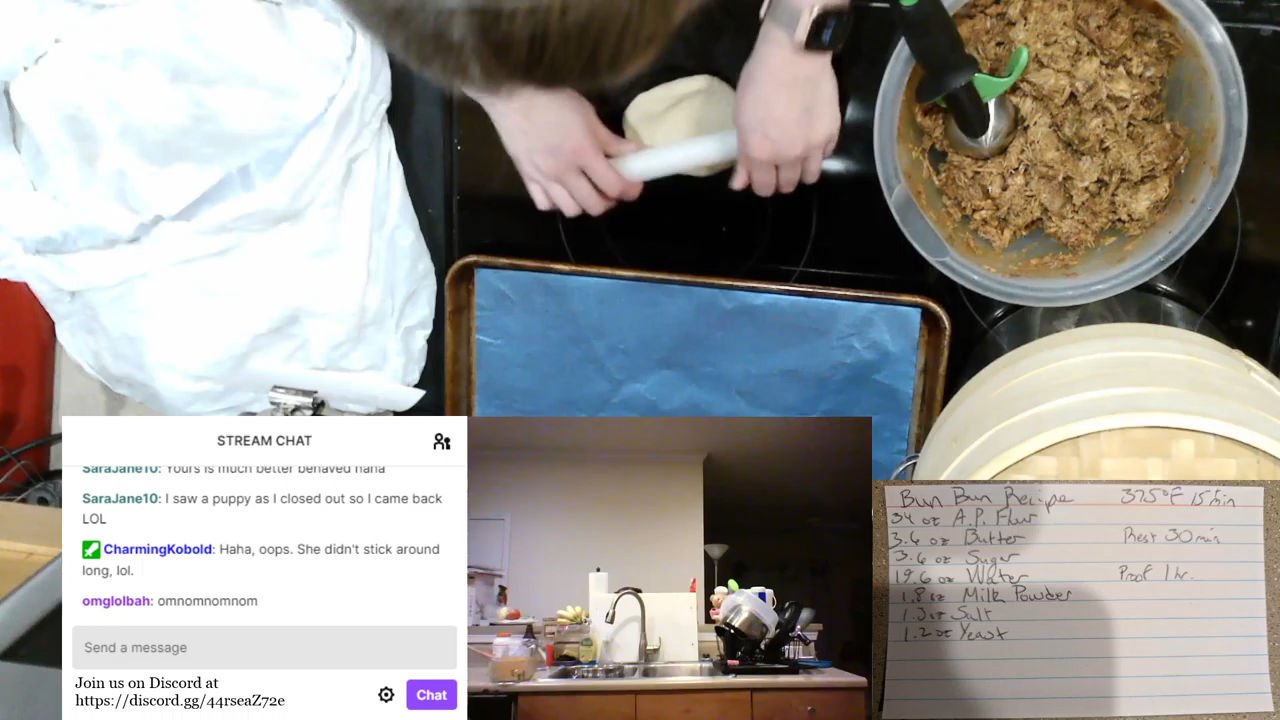 STREAM CHAT
SaraJane10: Yours is much better behaved haha
SaraJane10: I saw a puppy as I closed out so I came back
LOL
CharmingKobold: Haha, oops. She didn't stick around
long, lol.
omglolbah: omnomnomnom
Send a message
Join us on Discord at
https://discord.gg/44rseaZ72e
Chat
Bun Bun Recipe 375°F 15 min
34 oz A.P. Flour
3.6 oz Butter Rest 30 min
3.6 oz Sugar
19.6 oz Water Proof 1 hr.
1.8 oz Milk Powder
oz Salt
1.2 oz Yeast